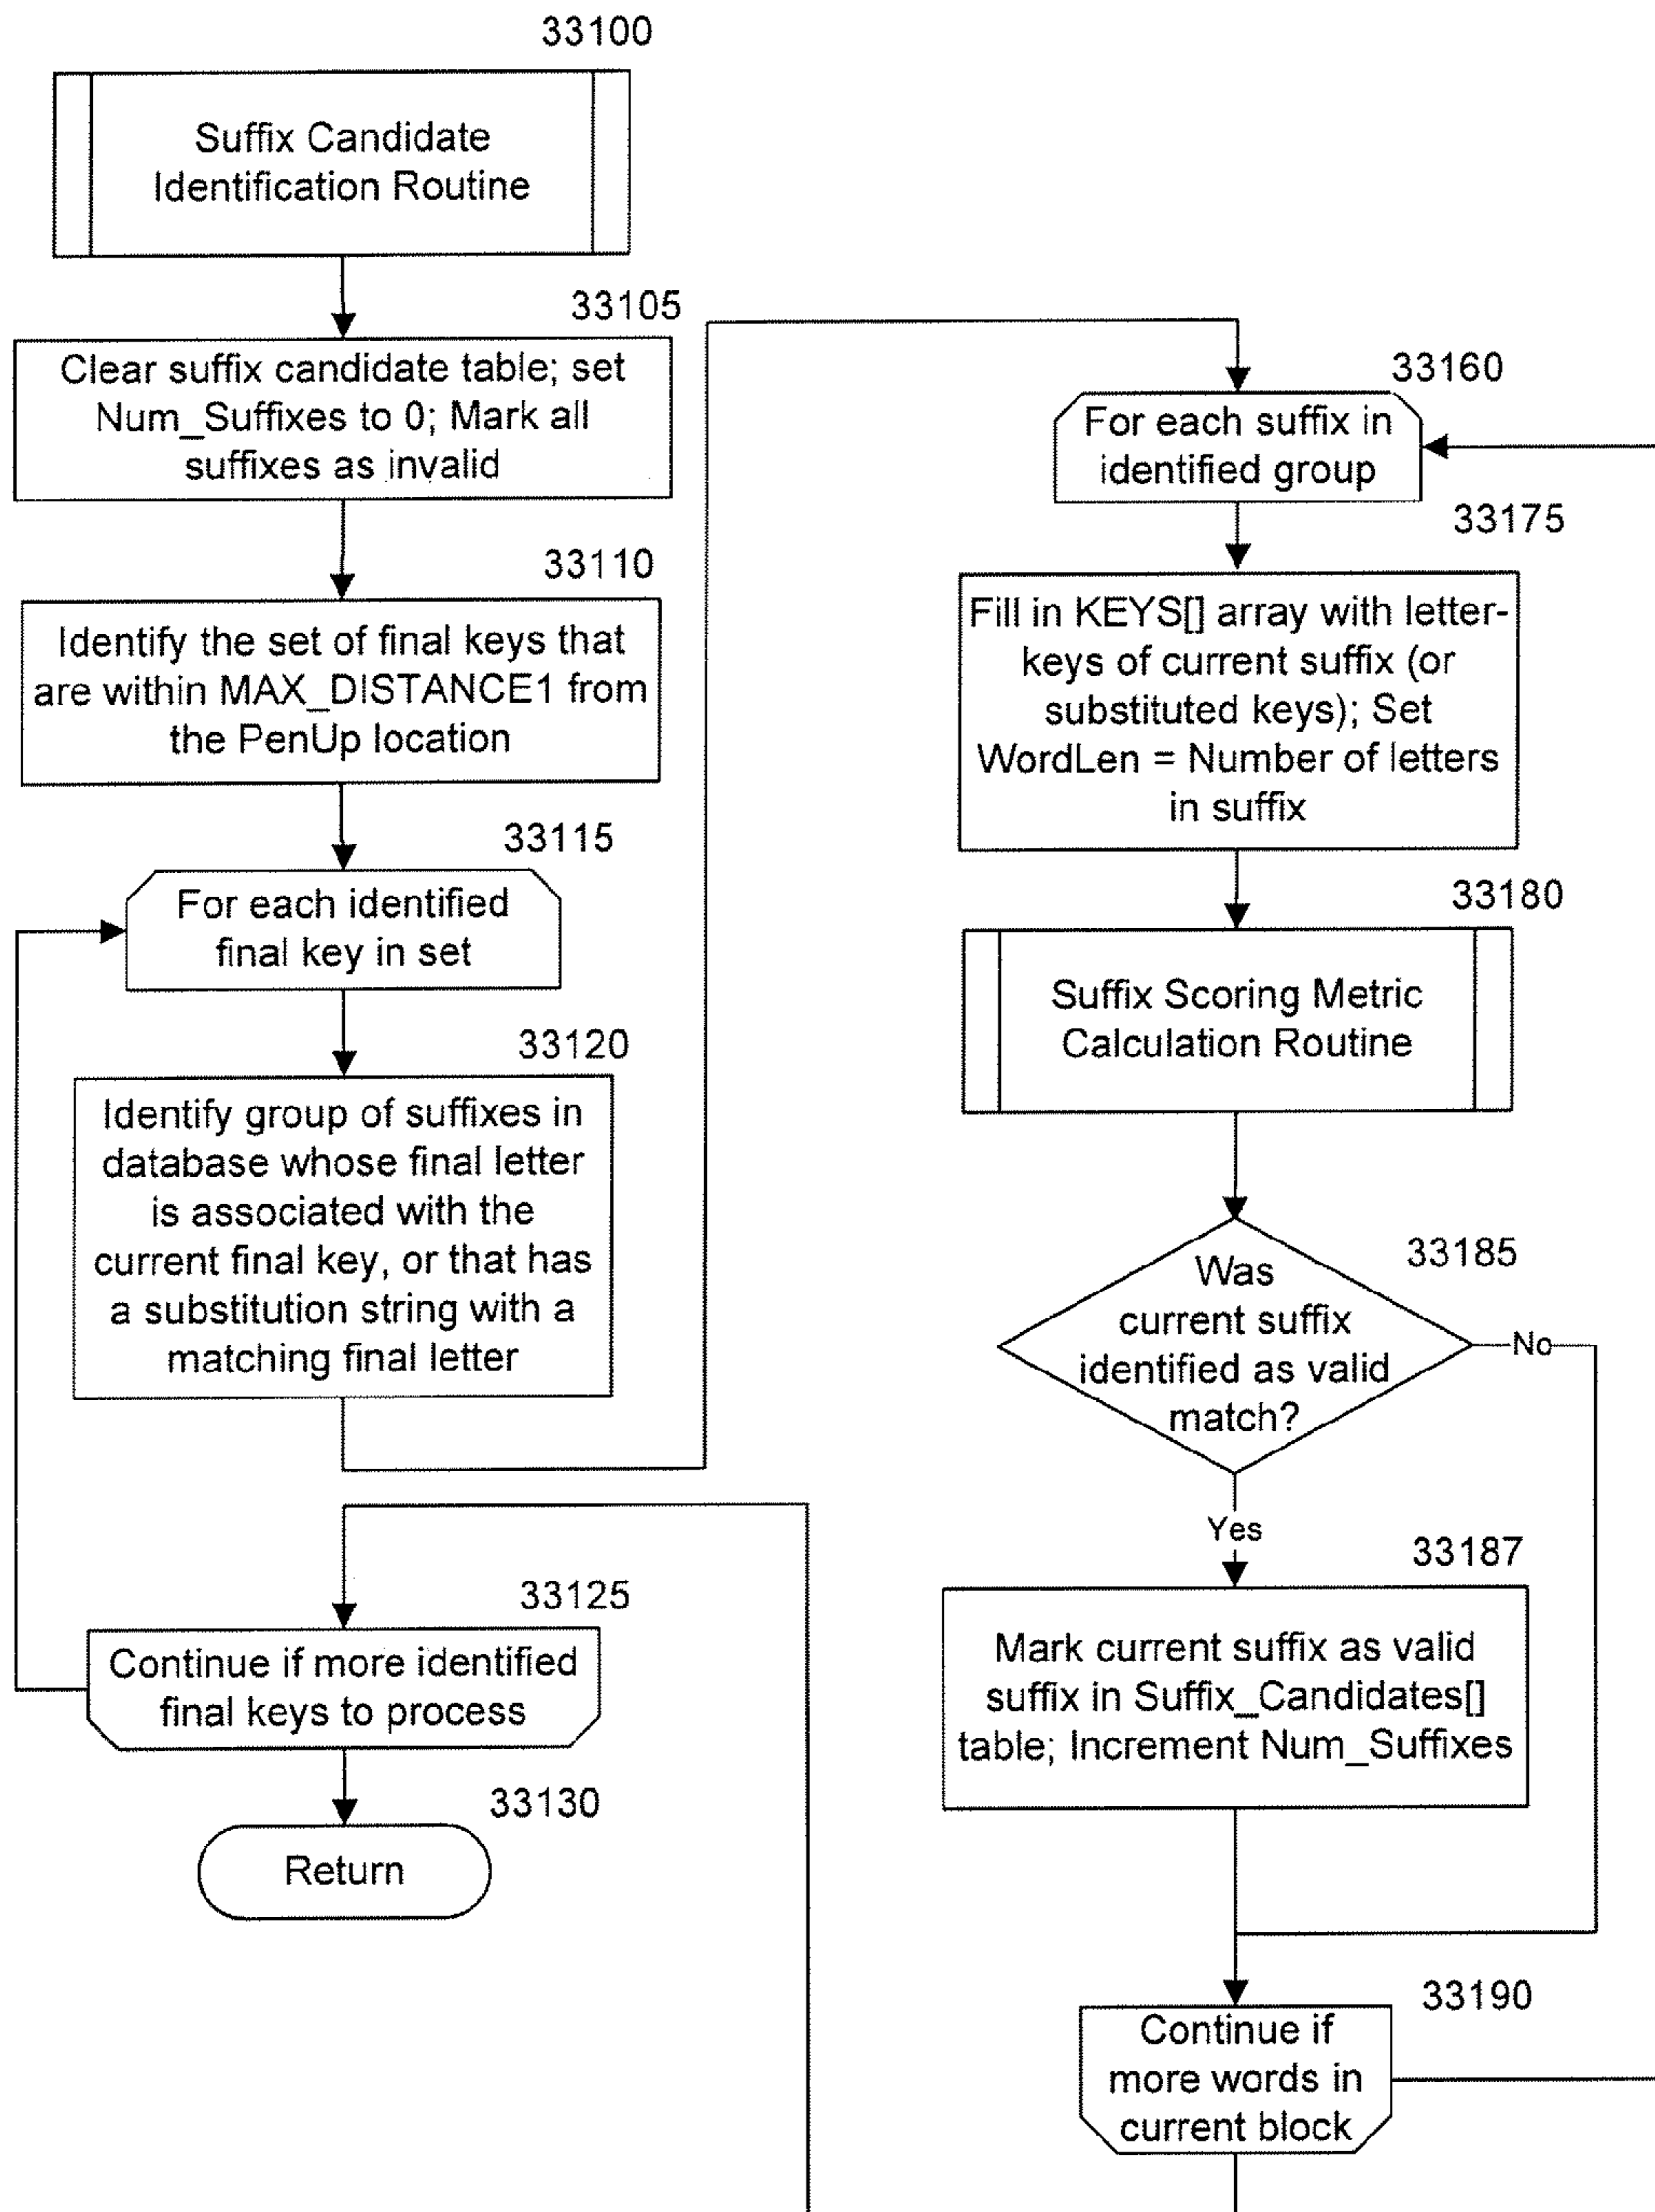 33100
Suffix Candidate
Identification Routine
33105
Clear suffix candidate table; set
Num_Suffixes to 0; Mark all
suffixes as invalid
33110
Identify the set of final keys that
are within MAX_DISTANCE1 from
the PenUp location
33115
For each identified
final key in set
33120
Identify group of suffixes in
database whose final letter
is associated with the
current final key, or that has
a substitution string with a
matching final letter
33125
Continue if more identified
final keys to process
33130
Return
33160
For each suffix in
identified group
33175
Fill in KEYS[] array with letter-
keys of current suffix (or
substituted keys); Set
WordLen = Number of letters
in suffix
33180
Suffix Scoring Metric
Calculation Routine
33185
Was
current suffix
identified as valid
match?
No
Yes
33187
Mark current suffix as valid
suffix in Suffix_Candidates[]
table; Increment Num_Suffixes
33190
Continue if
more words in
current block